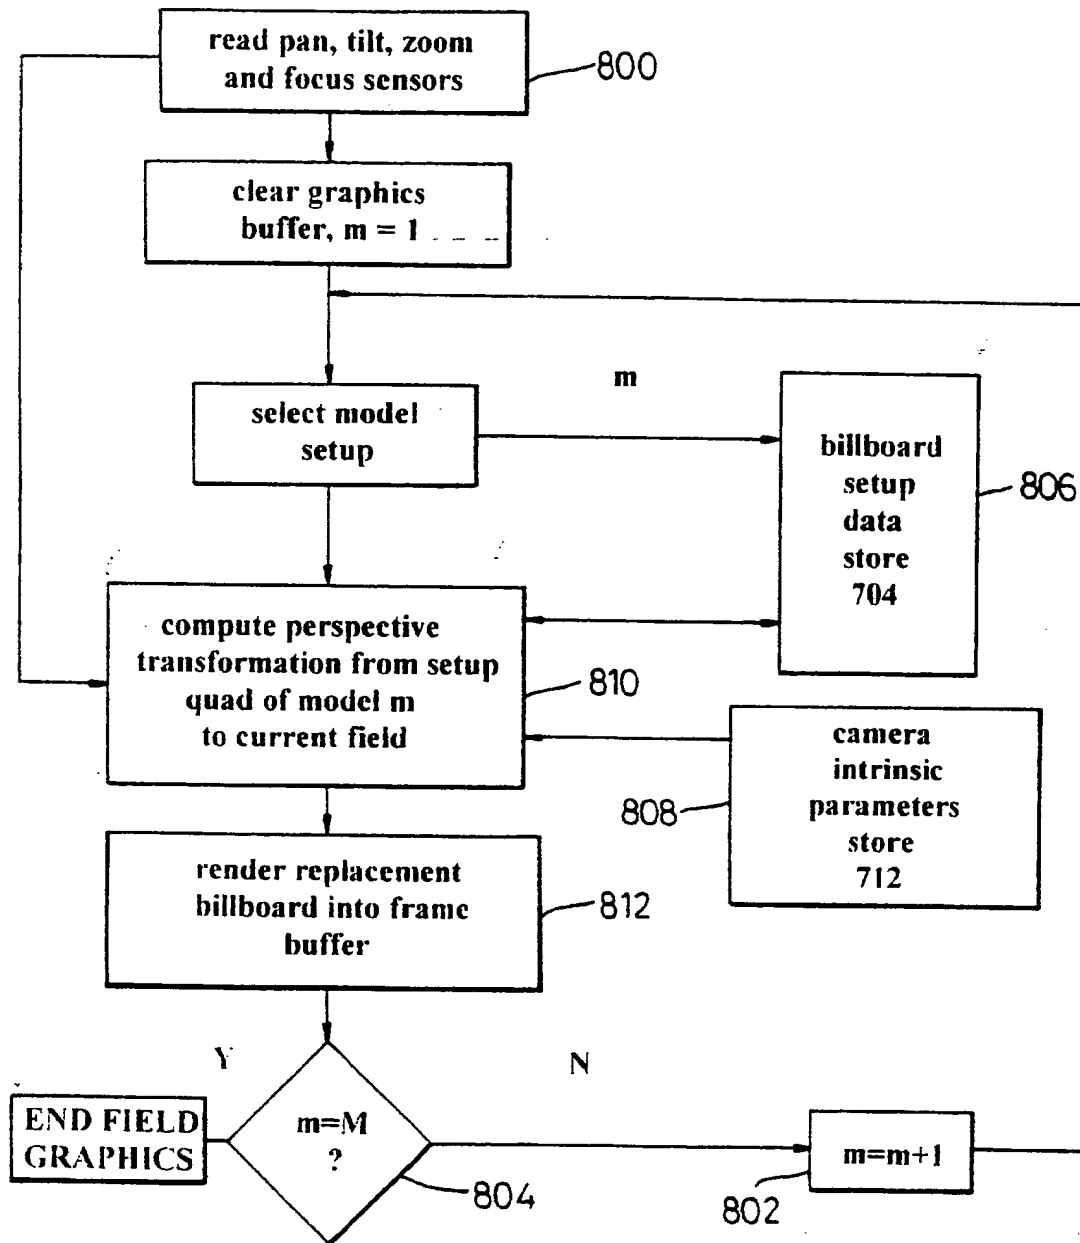 read pan, tilt, zoom
and focus sensors
800
clear graphics
buffer, m = 1
select model
setup
m
billboard
setup
data
store
704
806
compute perspective
transformation from setup
quad of model m
to current field
810
camera
intrinsic
parameters
store
712
808
render replacement
billboard into frame
buffer
812
Y
N
END FIELD
GRAPHICS
m=M
?
804
m=m+1
802